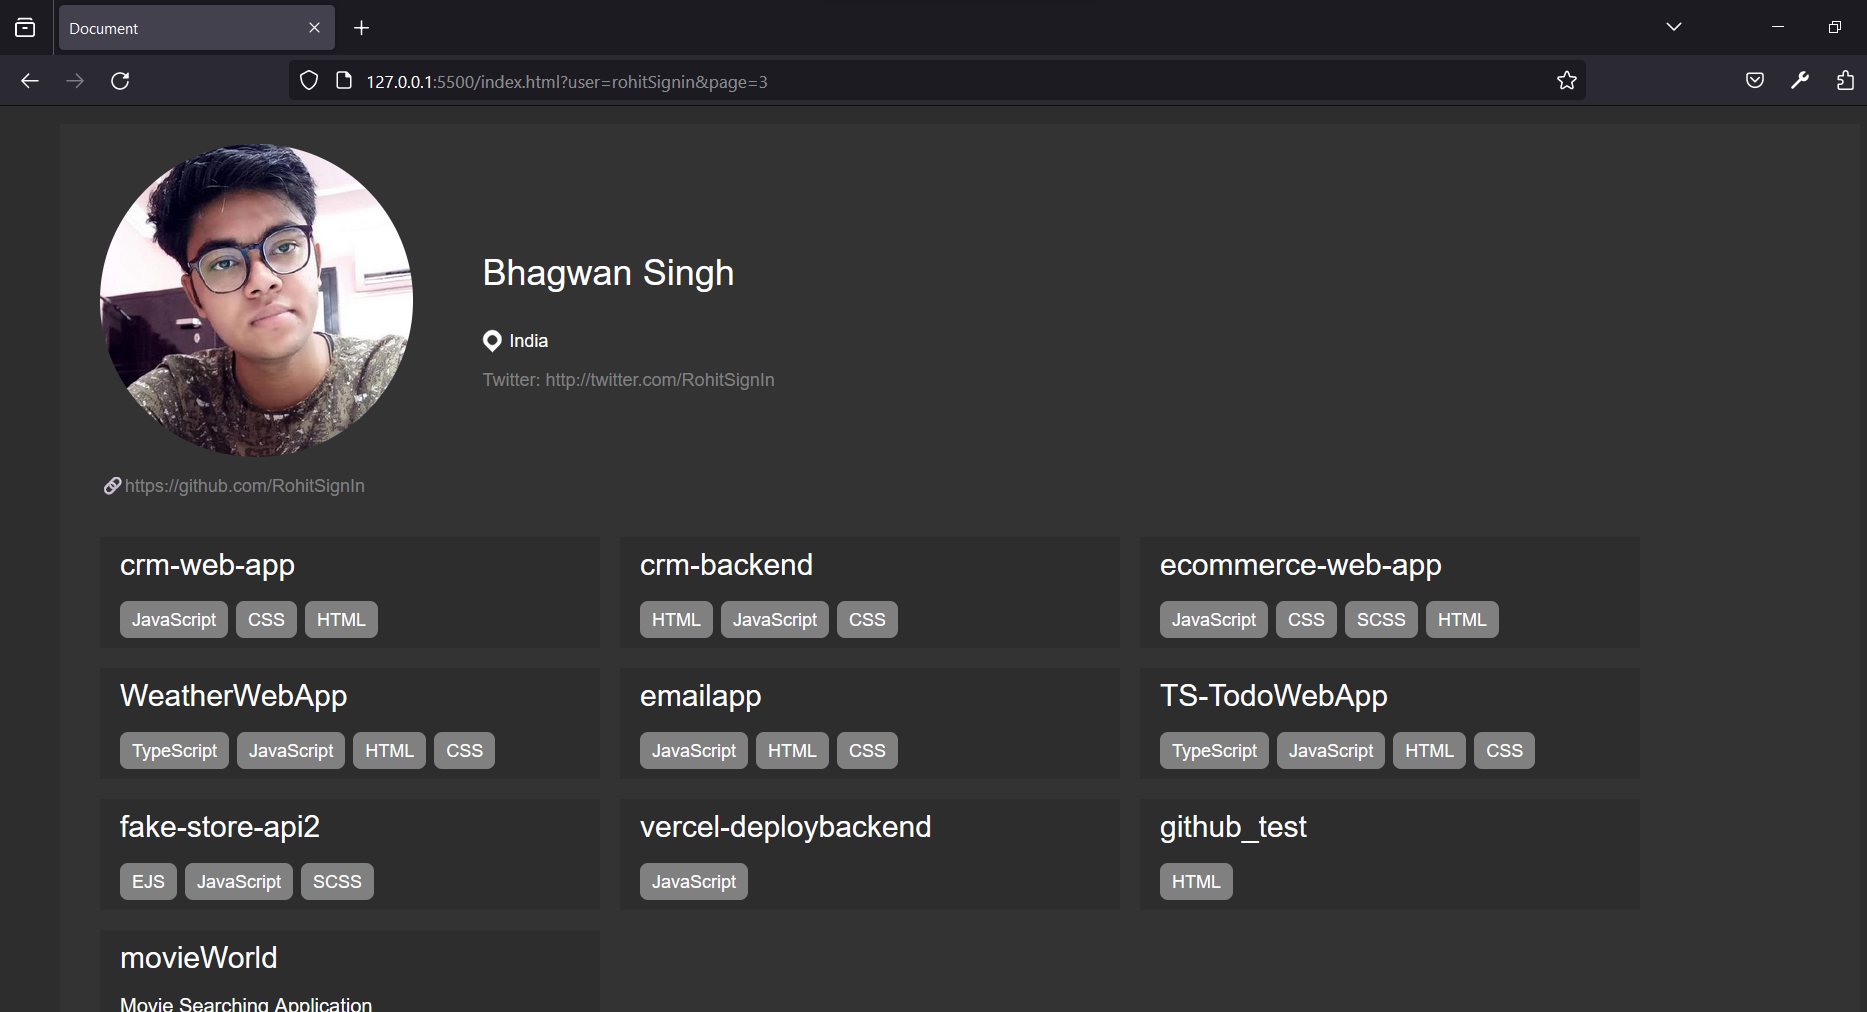 Document
127.0.0.1:5500/index.html?user=rohitSignin&page=3
Bhagwan Singh
India
Twitter: http://twitter.com/RohitSignIn
https://github.com/RohitSignIn
crm-web-app
JavaScript CSS HTML
crm-backend
HTML JavaScript CSS
ecommerce-web-app
JavaScript CSS SCSS HTML
WeatherWebApp
TypeScript JavaScript HTML CSS
emailapp
JavaScript HTML CSS
TS-TodoWebApp
TypeScript JavaScript HTML CSS
fake-store-api2
EJS JavaScript SCSS
vercel-deploybackend
JavaScript
github_test
HTML
movieWorld
Movie Searching Application